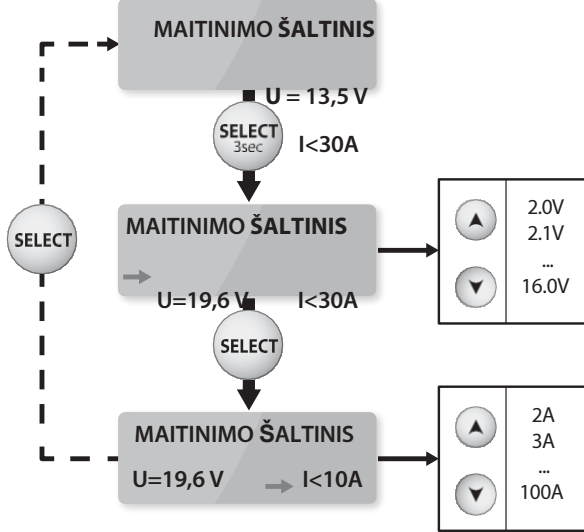 MAITINIMO ŠALTINIS
U = 13,5 V
SELECT
3sec
I<30A
SELECT
MAITINIMO ŠALTINIS
U=19,6 V I<30A
2.0V
2.1V
...
16.0V
SELECT
MAITINIMO ŠALTINIS
U=19,6 V I<10A
2A
3A
...
100A